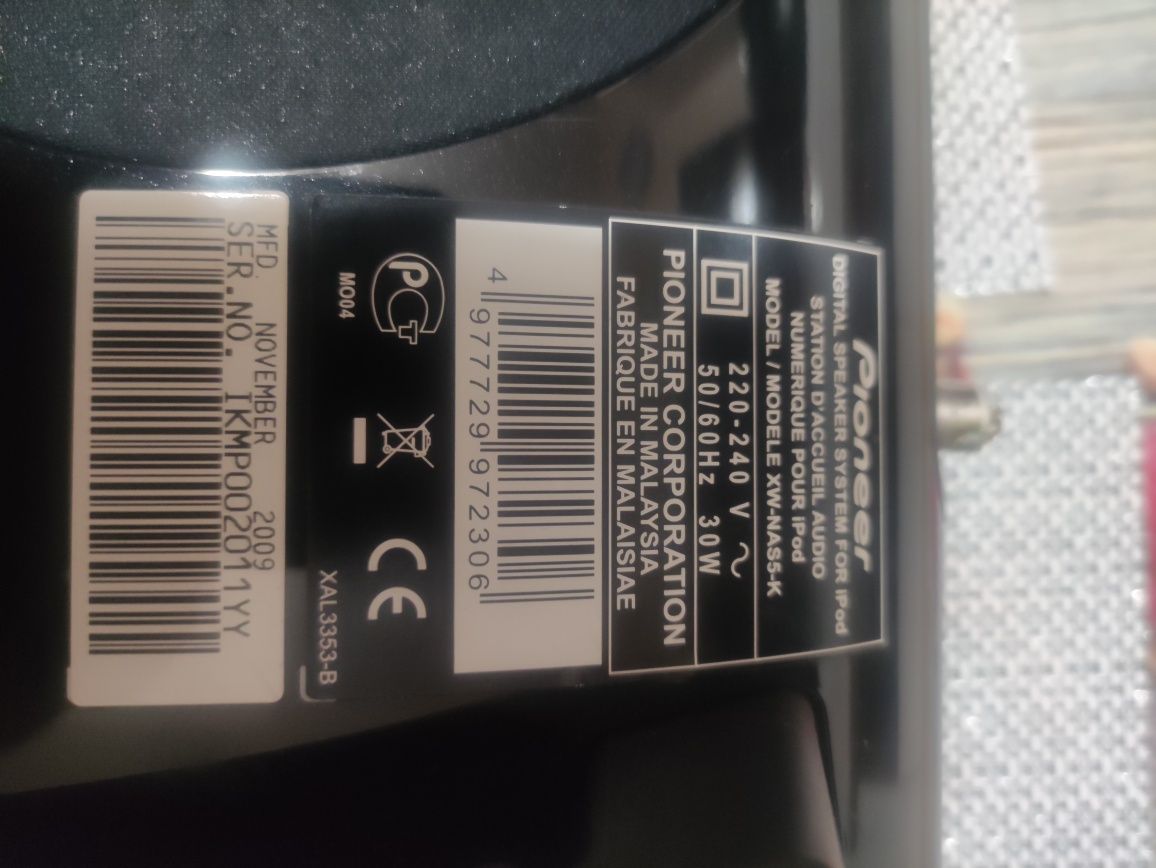 Pioneer
DIGITAL SPEAKER SYSTEM FOR iPod
STATION D'ACCUEIL AUDIO
NUMERIQUE POUR iPod
MODEL / MODELE XW-NAS5-K
220-240 V ~
50/60Hz 30W
PIONEER CORPORATION
MADE IN MALAYSIA
FABRIQUE EN MALAISIAE
4 977729 972306
PCT
MO04
CE
XAL3353-B
MFD. NOVEMBER 2009
SER.NO. IKMP002011YY